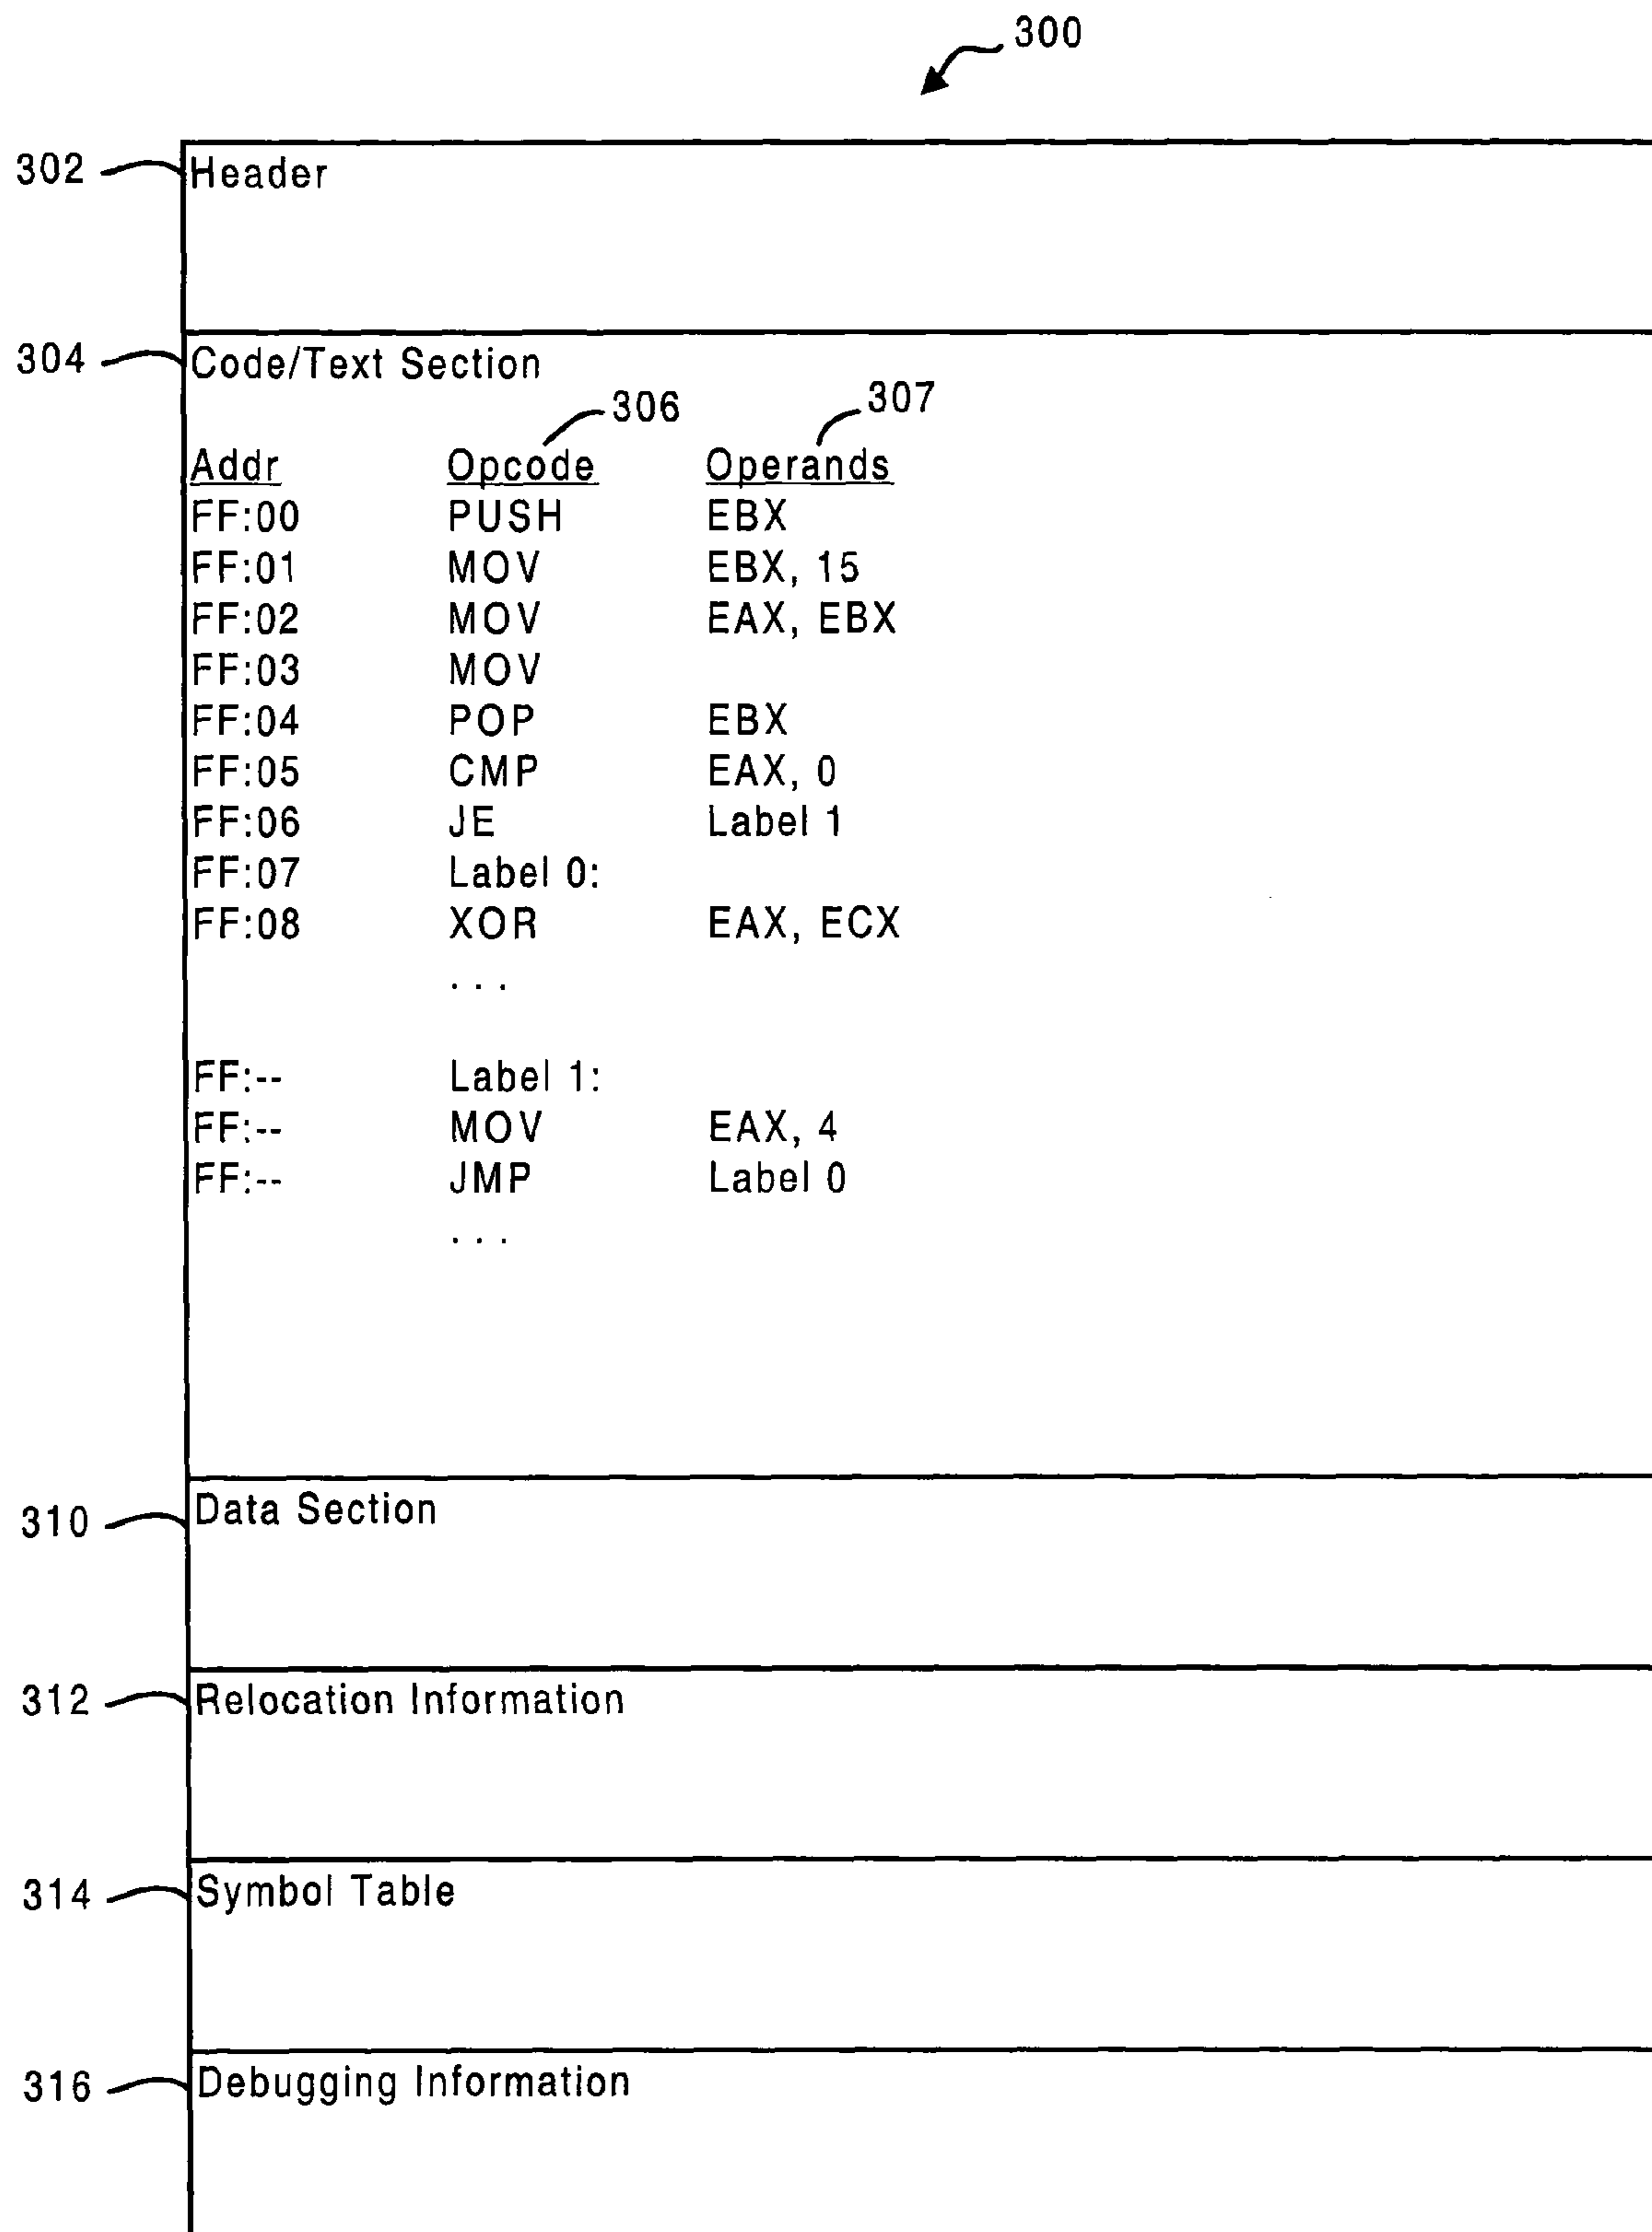 300
302 Header
304 Code/Text Section
306 307
Addr Opcode Operands
FF:00 PUSH EBX
FF:01 MOV EBX, 15
FF:02 MOV EAX, EBX
FF:03 MOV
FF:04 POP EBX
FF:05 CMP EAX, 0
FF:06 JE Label 1
FF:07 Label 0:
FF:08 XOR EAX, ECX
. . .
FF:-- Label 1:
FF:-- MOV EAX, 4
FF:-- JMP Label 0
. . .
310 Data Section
312 Relocation Information
314 Symbol Table
316 Debugging Information